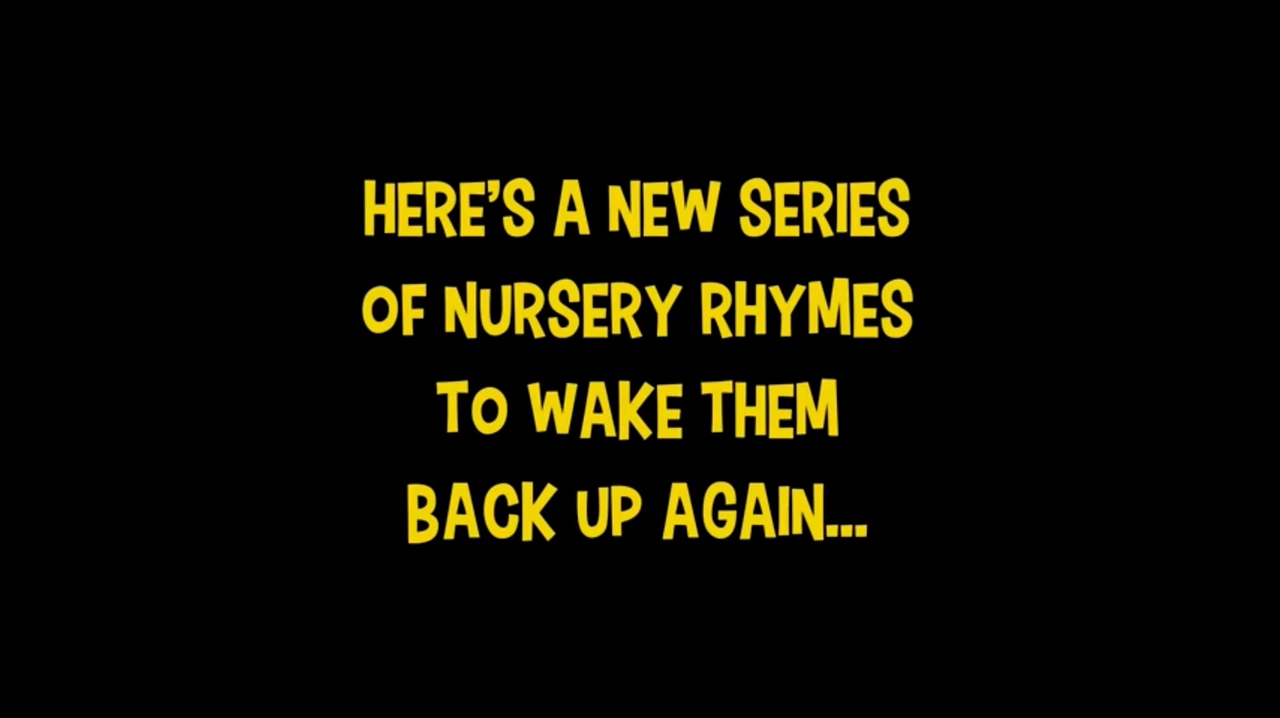 HERE'S A NEW SERIES
OF NURSERY RHYMES
TO WAKE THEM
BACK UP AGAIN...